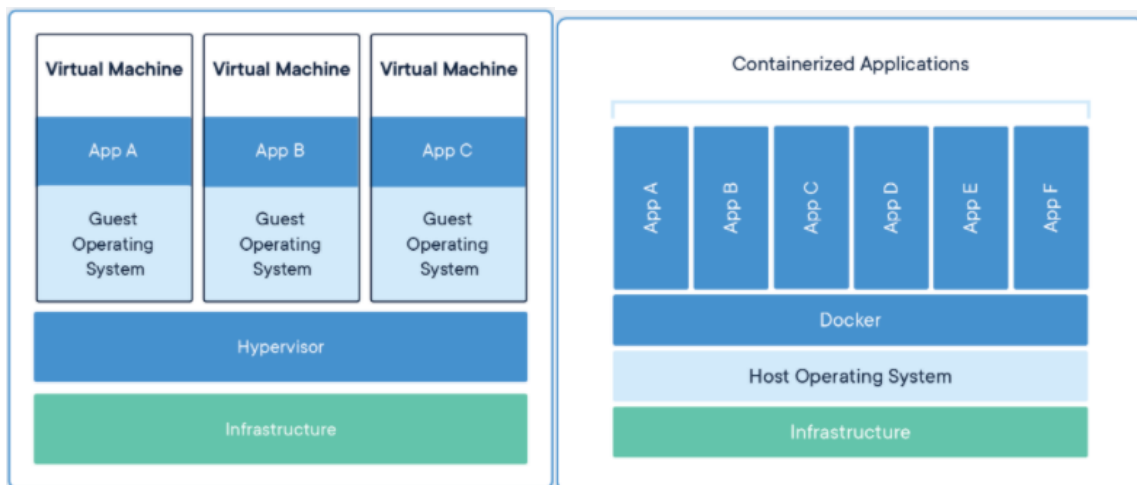 Virtual Machine
App A
Guest
Operating
System
Virtual Machine
App B
Guest
Operating
System
Virtual Machine
App C
Guest
Operating
System
Hypervisor
Infrastructure
Containerized Applications
App A
App B
App C
App D
App E
App F
Docker
Host Operating System
Infrastructure